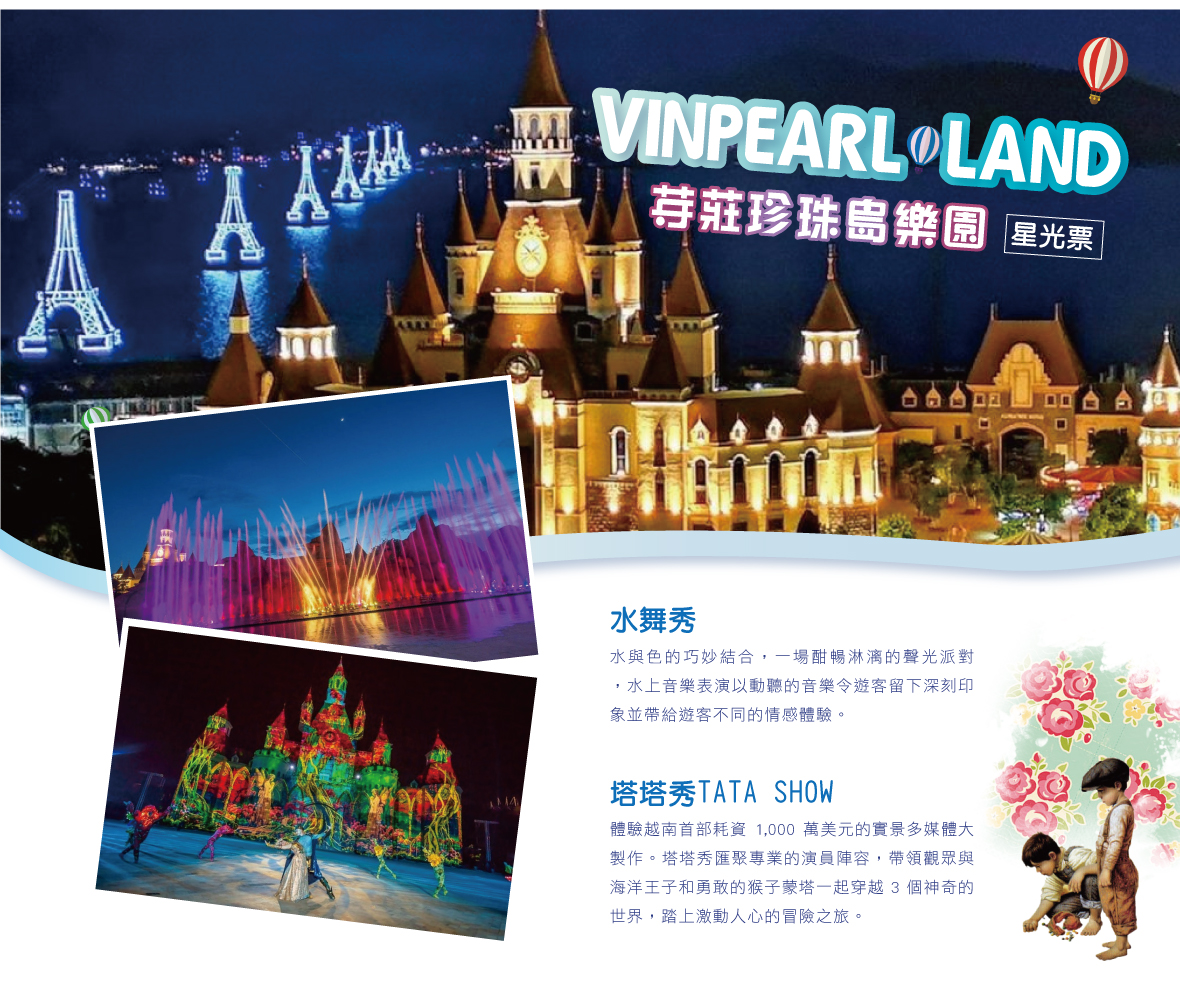 VINPEARL LAND
芽莊珍珠島樂園 星光票
水舞秀
水與色的巧妙結合，一場酣暢淋漓的聲光派對
，水上音樂表演以動聽的音樂令遊客留下深刻印
象並帶給遊客不同的情感體驗。
塔塔秀TATA SHOW
體驗越南首部耗資 1,000 萬美元的實景多媒體大
製作。塔塔秀匯聚專業的演員陣容，帶領觀眾與
海洋王子和勇敢的猴子蒙塔一起穿越 3 個神奇的
世界，踏上激動人心的冒險之旅。